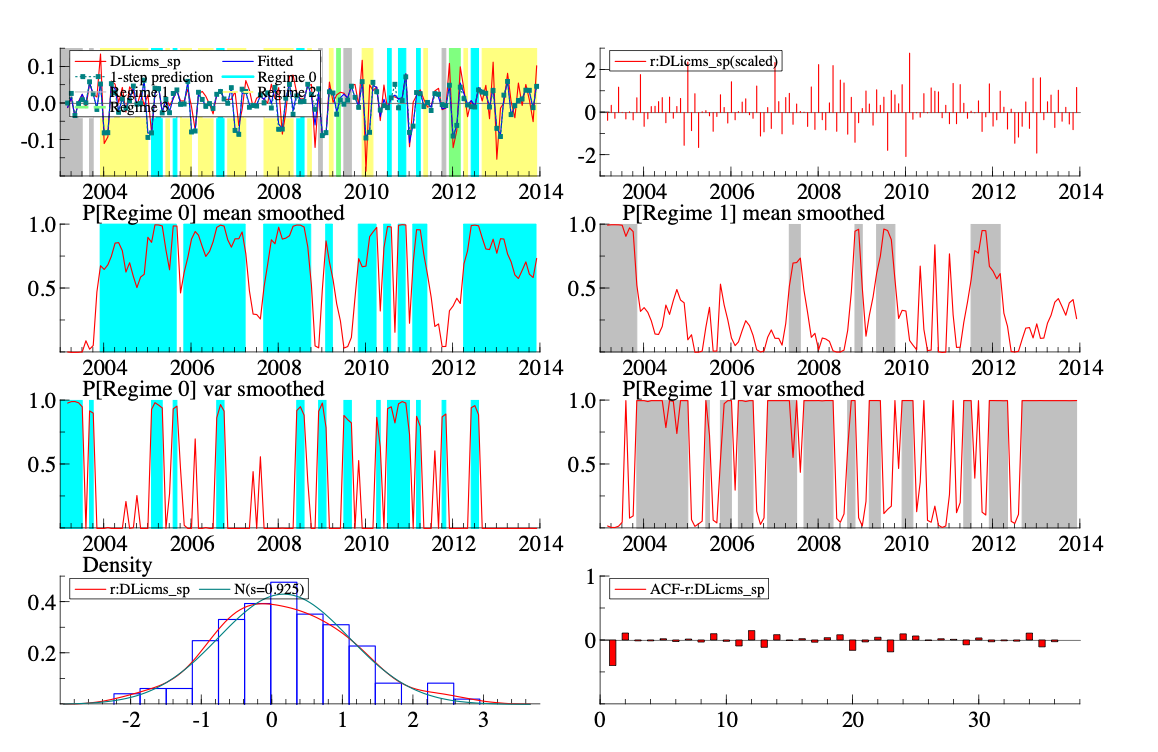 DLicms_sp Fitted
1-step prediction Regime 0
Regime 1 Regime 2
Regime 3
0.1
0.0
-0.1
2004 2006 2008 2010 2012 2014
r:DLicms_sp(scaled)
2
0
-2
2004 2006 2008 2010 2012 2014
P[Regime 0] mean smoothed
1.0
0.5
2004 2006 2008 2010 2012 2014
P[Regime 1] mean smoothed
1.0
0.5
2004 2006 2008 2010 2012 2014
P[Regime 0] var smoothed
1.0
0.5
2004 2006 2008 2010 2012 2014
P[Regime 1] var smoothed
1.0
0.5
2004 2006 2008 2010 2012 2014
Density
r:DLicms_sp N(s=0.925)
0.4
0.2
-2 -1 0 1 2 3
ACF-r:DLicms_sp
1
0
0 10 20 30